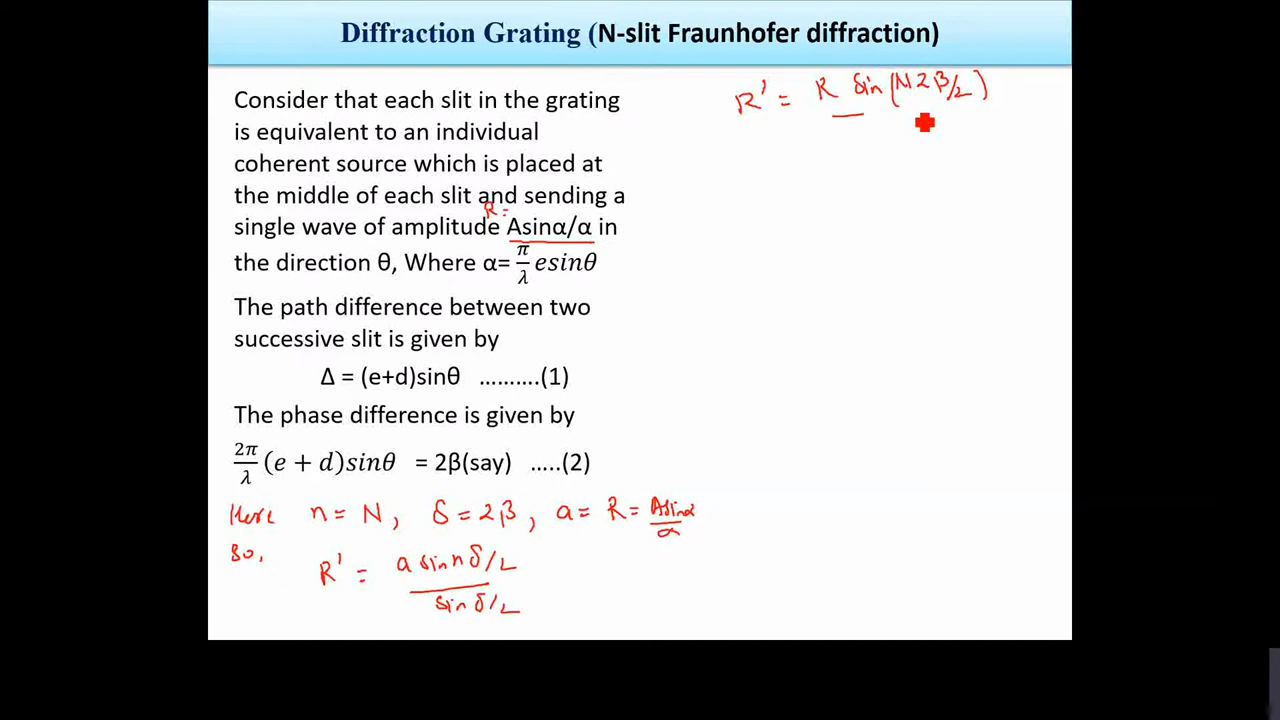 Diffraction Grating (N-slit Fraunhofer diffraction)
Consider that each slit in the grating
is equivalent to an individual
coherent source which is placed at
the middle of each slit and sending a
R =
single wave of amplitude Asinα/α in
the direction θ, Where α= π/λ esinθ
The path difference between two
successive slit is given by
Δ = (e+d)sinθ ……….(1)
The phase difference is given by
2π/λ (e + d)sinθ = 2β(say) …..(2)
Here n = N, δ = 2β, a = R = Asinα/α
So,
R' = a sin nδ/2 / sin δ/2
R' = R sin(N2β/2)